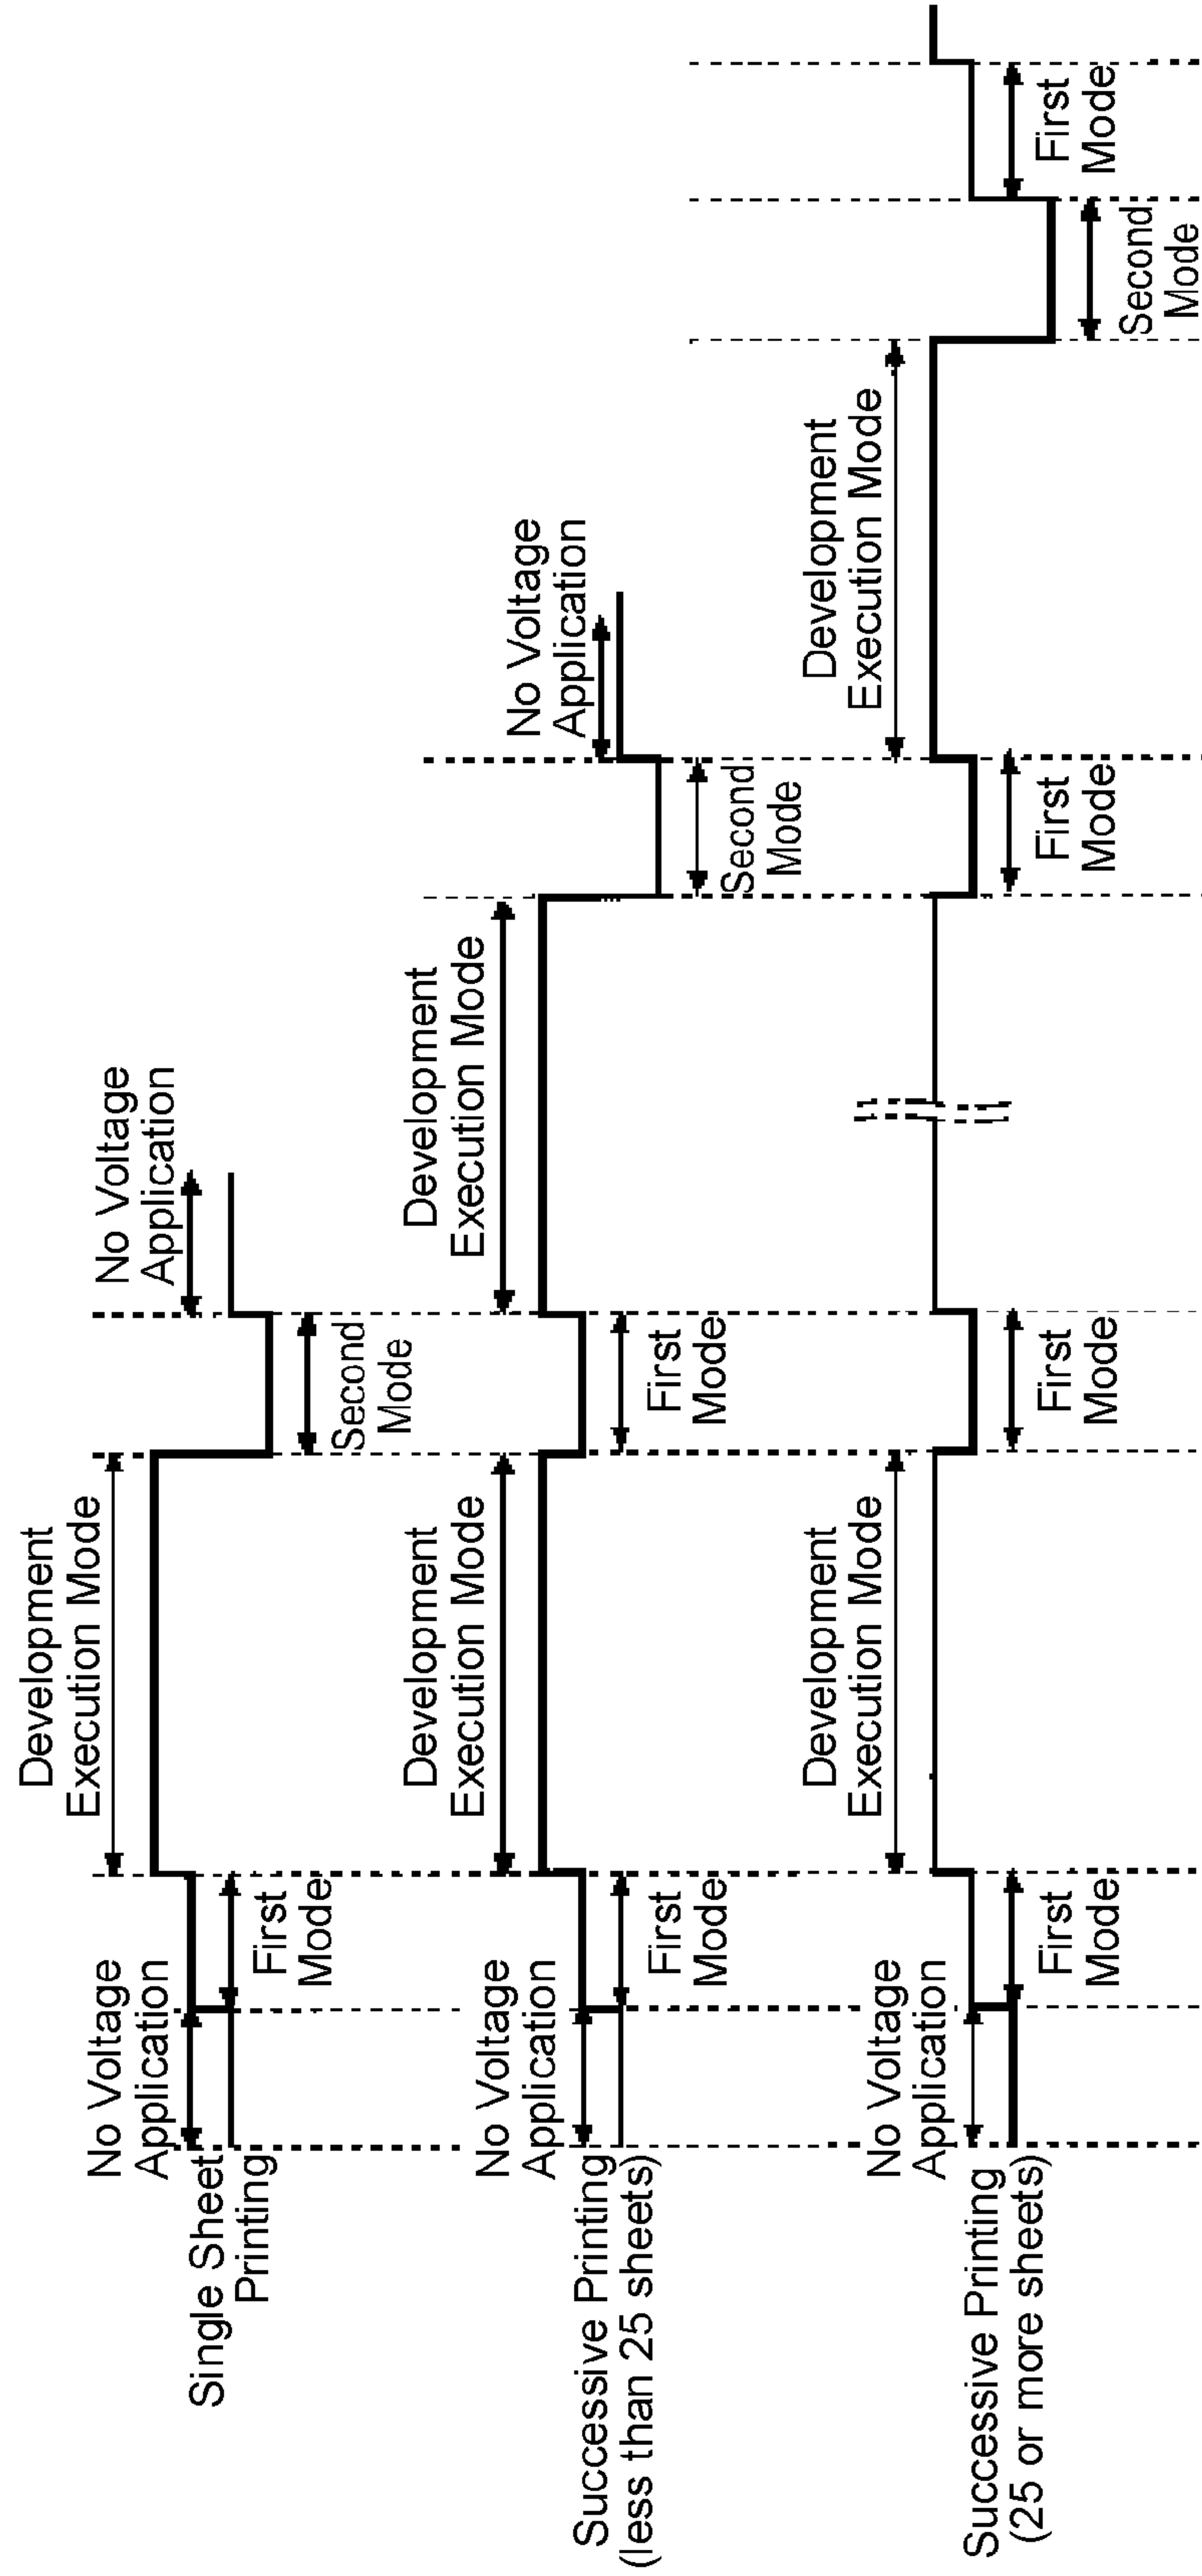 Single Sheet
Printing
No Voltage
Application
First
Mode
Development
Execution Mode
Second
Mode
No Voltage
Application
Successive Printing
(less than 25 sheets)
No Voltage
Application
First
Mode
Development
Execution Mode
First
Mode
Development
Execution Mode
Second
Mode
No Voltage
Application
Successive Printing
(25 or more sheets)
No Voltage
Application
First
Mode
Development
Execution Mode
First
Mode
First
Mode
Development
Execution Mode
Second
Mode
First
Mode